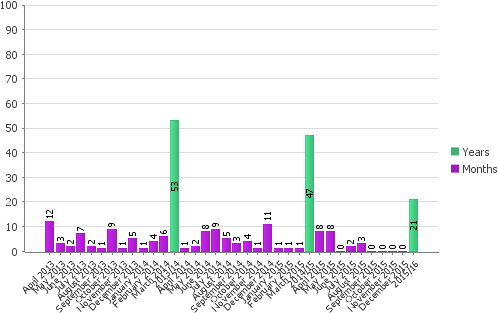 100
90
80
70
60
50
40
30
20
10
0
12
3
2
7
2
1
9
1
5
1
4
6
53
1
2
8
9
5
3
4
1
11
1
1
1
47
8
8
0
2
3
0
0
0
0
21
April 2013
May 2013
June 2013
July 2013
August 2013
September 2013
October 2013
November 2013
December 2013
January 2014
February 2014
March 2014
2013/14
April 2014
May 2014
June 2014
July 2014
August 2014
September 2014
October 2014
November 2014
December 2014
January 2015
February 2015
March 2015
2014/15
April 2015
May 2015
June 2015
July 2015
August 2015
September 2015
October 2015
November 2015
December 2015
2015/16
Years
Months